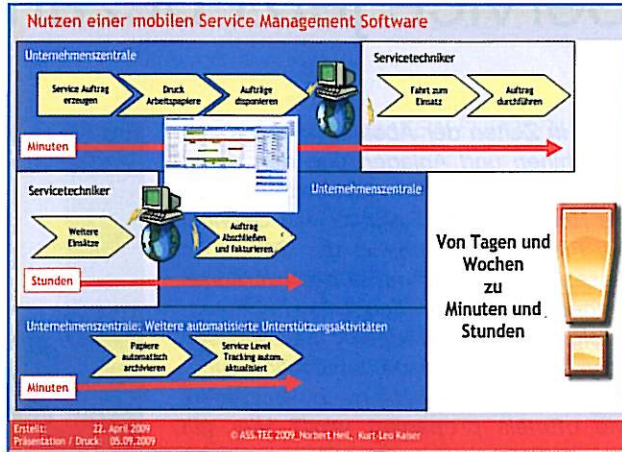 Nutzen einer mobilen Service Management Software
Unternehmenszentrale
Service Auftrag
erzeugen
Druck
Arbeitspapiere
Aufträge
disponieren
Servicetechniker
Fahrt zum
Einsatz
Auftrag
durchführen
Minuten
Servicetechniker
Unternehmenszentrale
Weitere
Einsätze
Auftrag
Abschließen
und fakturieren
Stunden
Von Tagen und
Wochen
zu
Minuten und
Stunden
Unternehmenszentrale: Weitere automatisierte Unterstützungsaktivitäten
Papiere
automatisch
archivieren
Service Level
Tracking autom.
aktualisiert
Minuten
Erstellt: 22. April 2009
Präsentation / Druck: 05.09.2009
© ASS.TEC 2009_Norbert Heil, Kurt-Leo Kaiser